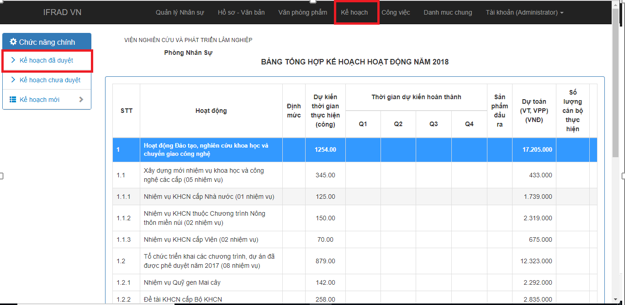 IFRAD VN Quản lý Nhân sự Hồ sơ - Văn bản Văn phòng phẩm Kế hoạch Công việc Danh mục chung Tài khoản (Administrator)
Chức năng chính
Kế hoạch đã duyệt
Kế hoạch chưa duyệt
Kế hoạch mới
VIỆN NGHIÊN CỨU VÀ PHÁT TRIỂN LÂM NGHIỆP
Phòng Nhân Sự
BẢNG TỔNG HỢP KẾ HOẠCH HOẠT ĐỘNG NĂM 2018
STT Hoạt động Định mức Dự kiến thời gian thực hiện (công) Thời gian dự kiến hoàn thành Sản phẩm đầu ra Dự toán (VT, VPP) (VND) Số lượng cán bộ thực hiện
Q1 Q2 Q3 Q4
1 Hoạt động Đào tạo, nghiên cứu khoa học và chuyển giao công nghệ 1254.00 17.205.000
1.1 Xây dựng mới nhiệm vụ khoa học và công nghệ các cấp (05 nhiệm vụ) 345.00 433.000
1.1.1 Nhiệm vụ KHCN cấp Nhà nước (01 nhiệm vụ) 125.00 1.739.000
1.1.2 Nhiệm vụ KHCN thuộc Chương trình Nông thôn miền núi (02 nhiệm vụ) 150.00 2.319.000
1.1.3 Nhiệm vụ KHCN cấp Viện (02 nhiệm vụ) 70.00 675.000
1.2 Tổ chức triển khai các chương trình, dự án đã được phê duyệt năm 2017 (08 nhiệm vụ) 879.00 12.323.000
1.2.1 Nhiệm vụ Quỹ gen Mai cây 142.00 2.292.000
1.2.2 Đề tài KHCN cấp Bộ KHCN 258.00 2.835.000